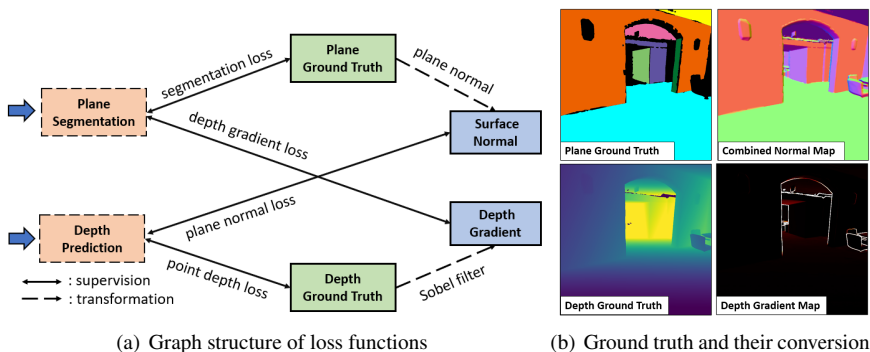 Plane
Ground Truth
segmentation loss
plane normal
Plane
Segmentation
depth gradient loss
Surface
Normal
Depth
Prediction
plane normal loss
Depth
Gradient
point depth loss
Depth
Ground Truth
Sobel filter
: supervision
: transformation
(a) Graph structure of loss functions
Plane Ground Truth
Combined Normal Map
Depth Ground Truth
Depth Gradient Map
(b) Ground truth and their conversion